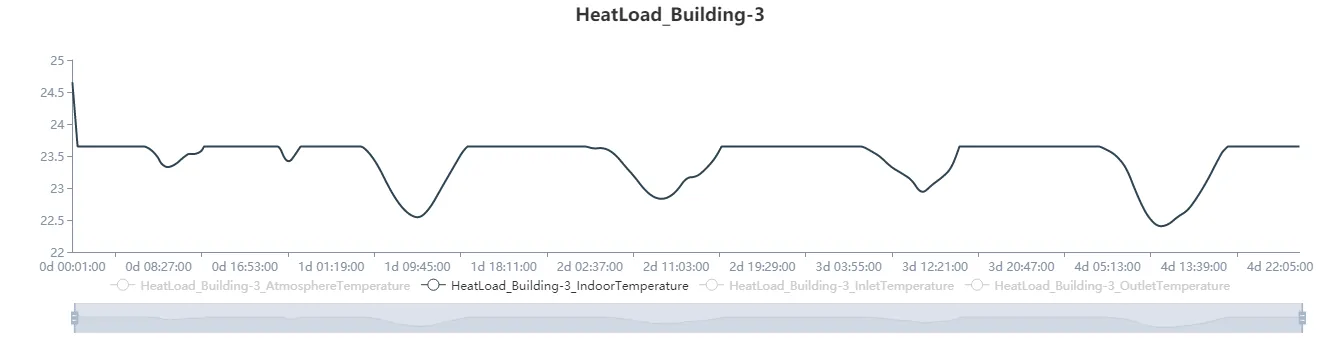 HeatLoad_Building-3
25
24.5
24
23.5
23
22.5
22
0d 00:01:00 0d 08:27:00 0d 16:53:00 1d 01:19:00 1d 09:45:00 1d 18:11:00 2d 02:37:00 2d 11:03:00 2d 19:29:00 3d 03:55:00 3d 12:21:00 3d 20:47:00 4d 05:13:00 4d 13:39:00 4d 22:05:00
HeatLoad_Building-3_AtmosphereTemperature HeatLoad_Building-3_IndoorTemperature HeatLoad_Building-3_InletTemperature HeatLoad_Building-3_OutletTemperature